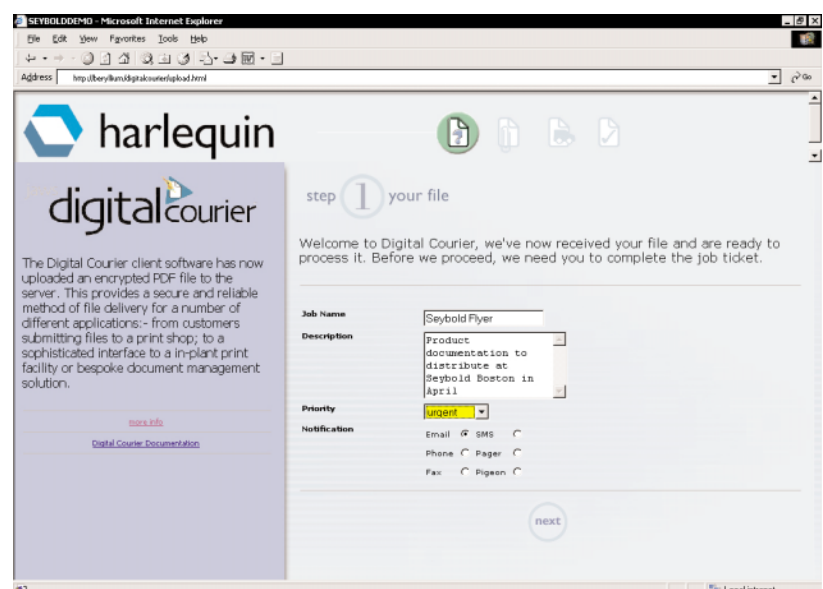 SEYBOLDDEMO - Microsoft Internet Explorer
File Edit View Favorites Tools Help
Address http://beryllium/digitalcourier/upload.html Go
harlequin
digitalcourier
step 1 your file
Welcome to Digital Courier, we've now received your file and are ready to
process it. Before we proceed, we need you to complete the job ticket.
The Digital Courier client software has now
uploaded an encrypted PDF file to the
server. This provides a secure and reliable
method of file delivery for a number of
different applications:- from customers
submitting files to a print shop; to a
sophisticated interface to a in-plant print
facility or bespoke document management
solution.
more info
Digital Courier Documentation
Job Name Seybold Flyer
Description Product
documentation to
distribute at
Seybold Boston in
April
Priority urgent
Notification Email SMS
Phone Pager
Fax Pigeon
next